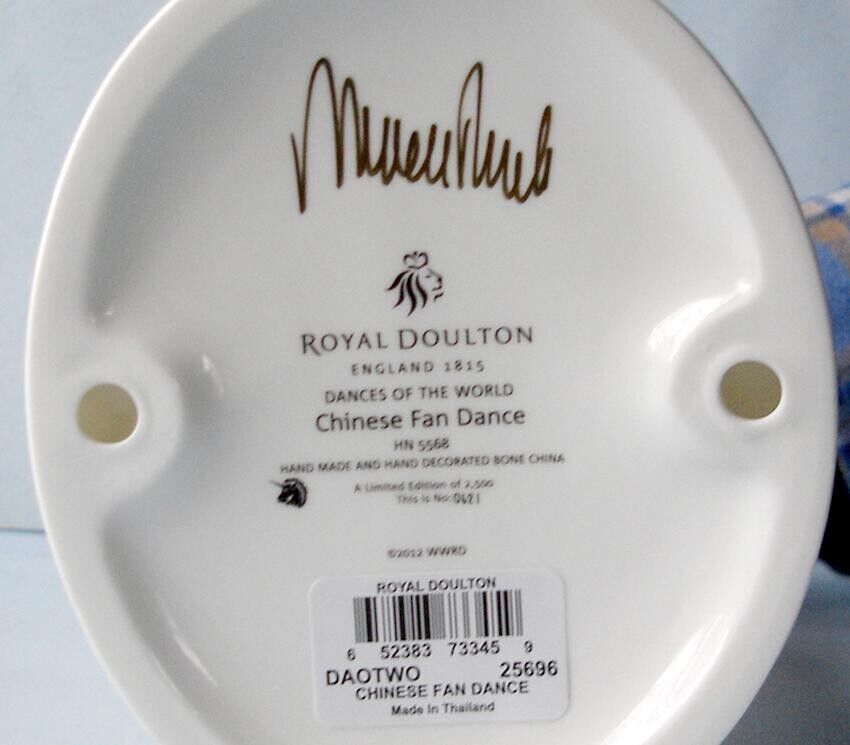 ROYAL DOULTON
ENGLAND 1815
DANCES OF THE WORLD
Chinese Fan Dance
HN 5568
HAND MADE AND HAND DECORATED BONE CHINA
A Limited Edition of 2,500
This is No: 0621
©2012 WWRD
ROYAL DOULTON
6 52383 73345 9
DAOTWO 25696
CHINESE FAN DANCE
Made In Thailand